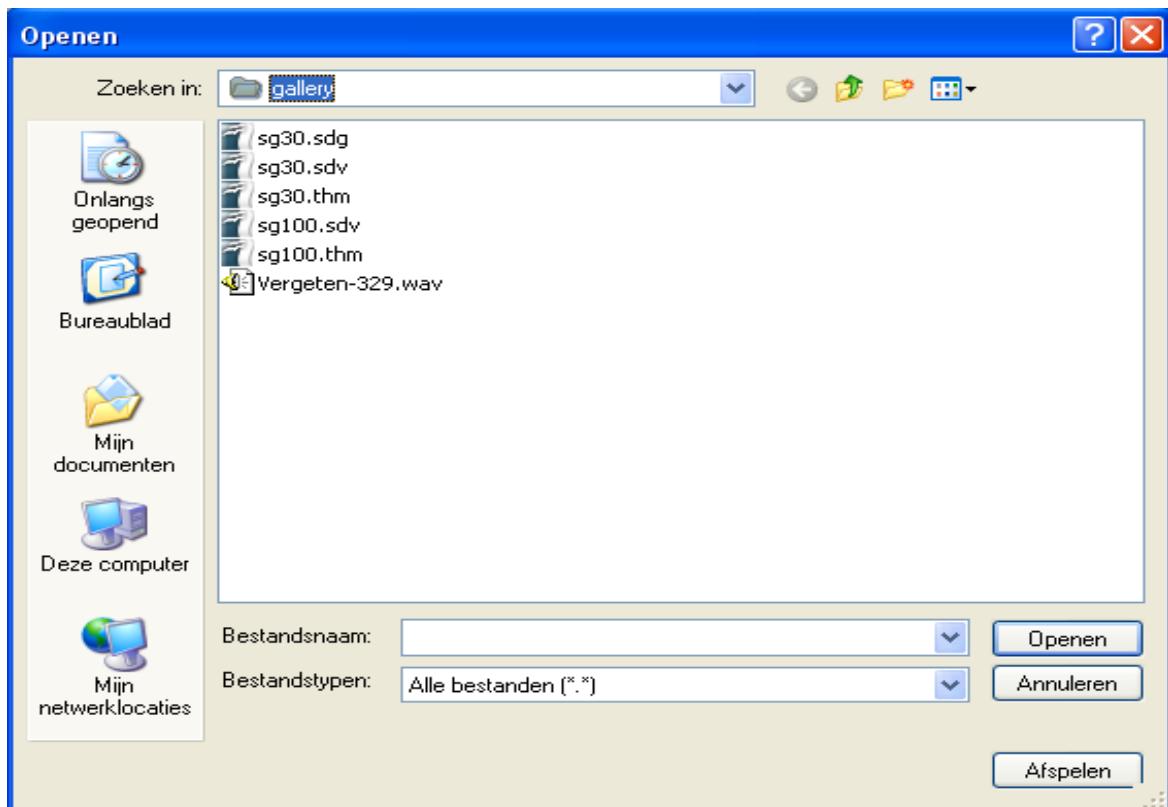 Openen
Zoeken in:
gallery
Onlangs
geopend
Bureaublad
Mijn
documenten
Deze computer
Mijn
netwerklocaties
sg30.sdg
sg30.sdv
sg30.thm
sg100.sdv
sg100.thm
Vergeten-329.wav
Bestandsnaam:
Openen
Bestandstypen:
Alle bestanden (*.*)
Annuleren
Afspelen